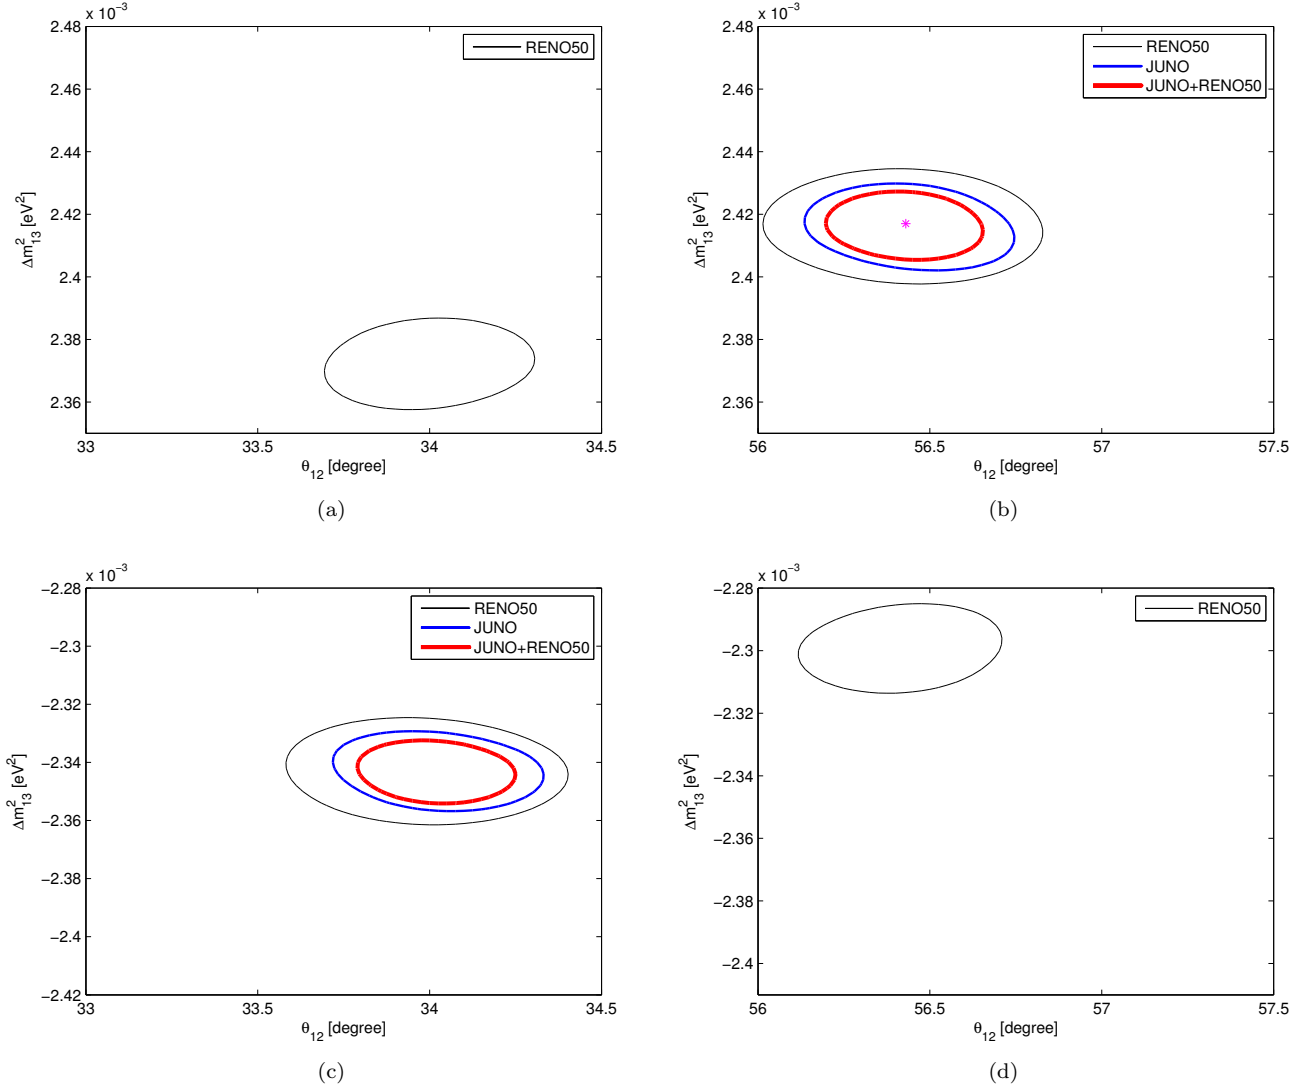 x 10⁻³
2.48
2.46
2.44
2.42
2.4
2.38
2.36
Δm²₁₃ [eV²]
RENO50
33 33.5 34 34.5
θ₁₂ [degree]
(a)
x 10⁻³
2.48
2.46
2.44
2.42
2.4
2.38
2.36
Δm²₁₃ [eV²]
RENO50
JUNO
JUNO+RENO50
56 56.5 57 57.5
θ₁₂ [degree]
(b)
x 10⁻³
−2.28
−2.3
−2.32
−2.34
−2.36
−2.38
−2.4
−2.42
Δm²₁₃ [eV²]
RENO50
JUNO
JUNO+RENO50
33 33.5 34 34.5
θ₁₂ [degree]
(c)
x 10⁻³
−2.28
−2.3
−2.32
−2.34
−2.36
−2.38
−2.4
Δm²₁₃ [eV²]
RENO50
56 56.5 57 57.5
θ₁₂ [degree]
(d)